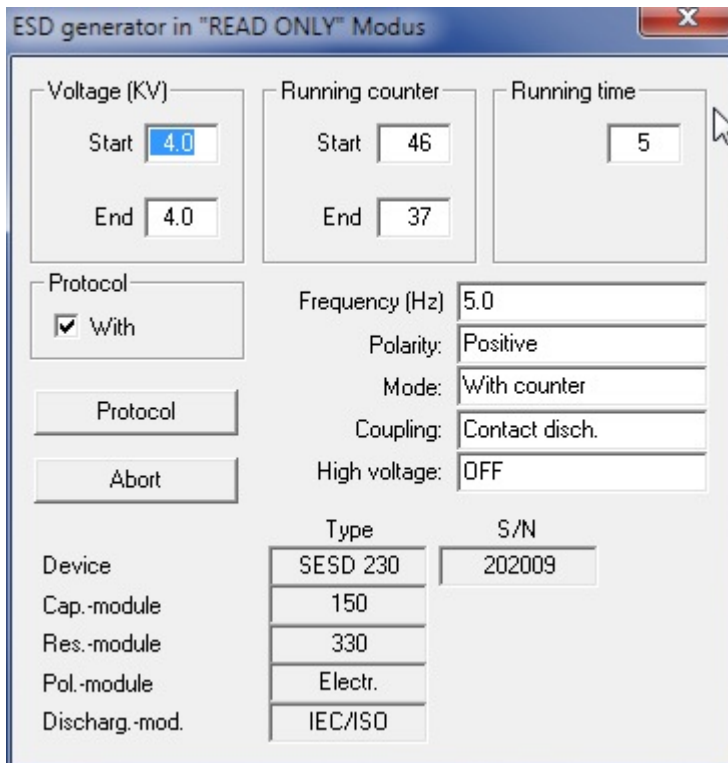 ESD generator in "READ ONLY" Modus
X
Voltage (KV)
Start 4.0
End 4.0
Running counter
Start 46
End 37
Running time
5
Protocol
With
Frequency (Hz) 5.0
Polarity: Positive
Mode: With counter
Coupling: Contact disch.
High voltage: OFF
Protocol
Abort
Type S/N
Device SESD 230 202009
Cap.-module 150
Res.-module 330
Pol.-module Electr.
Discharg.-mod. IEC/ISO